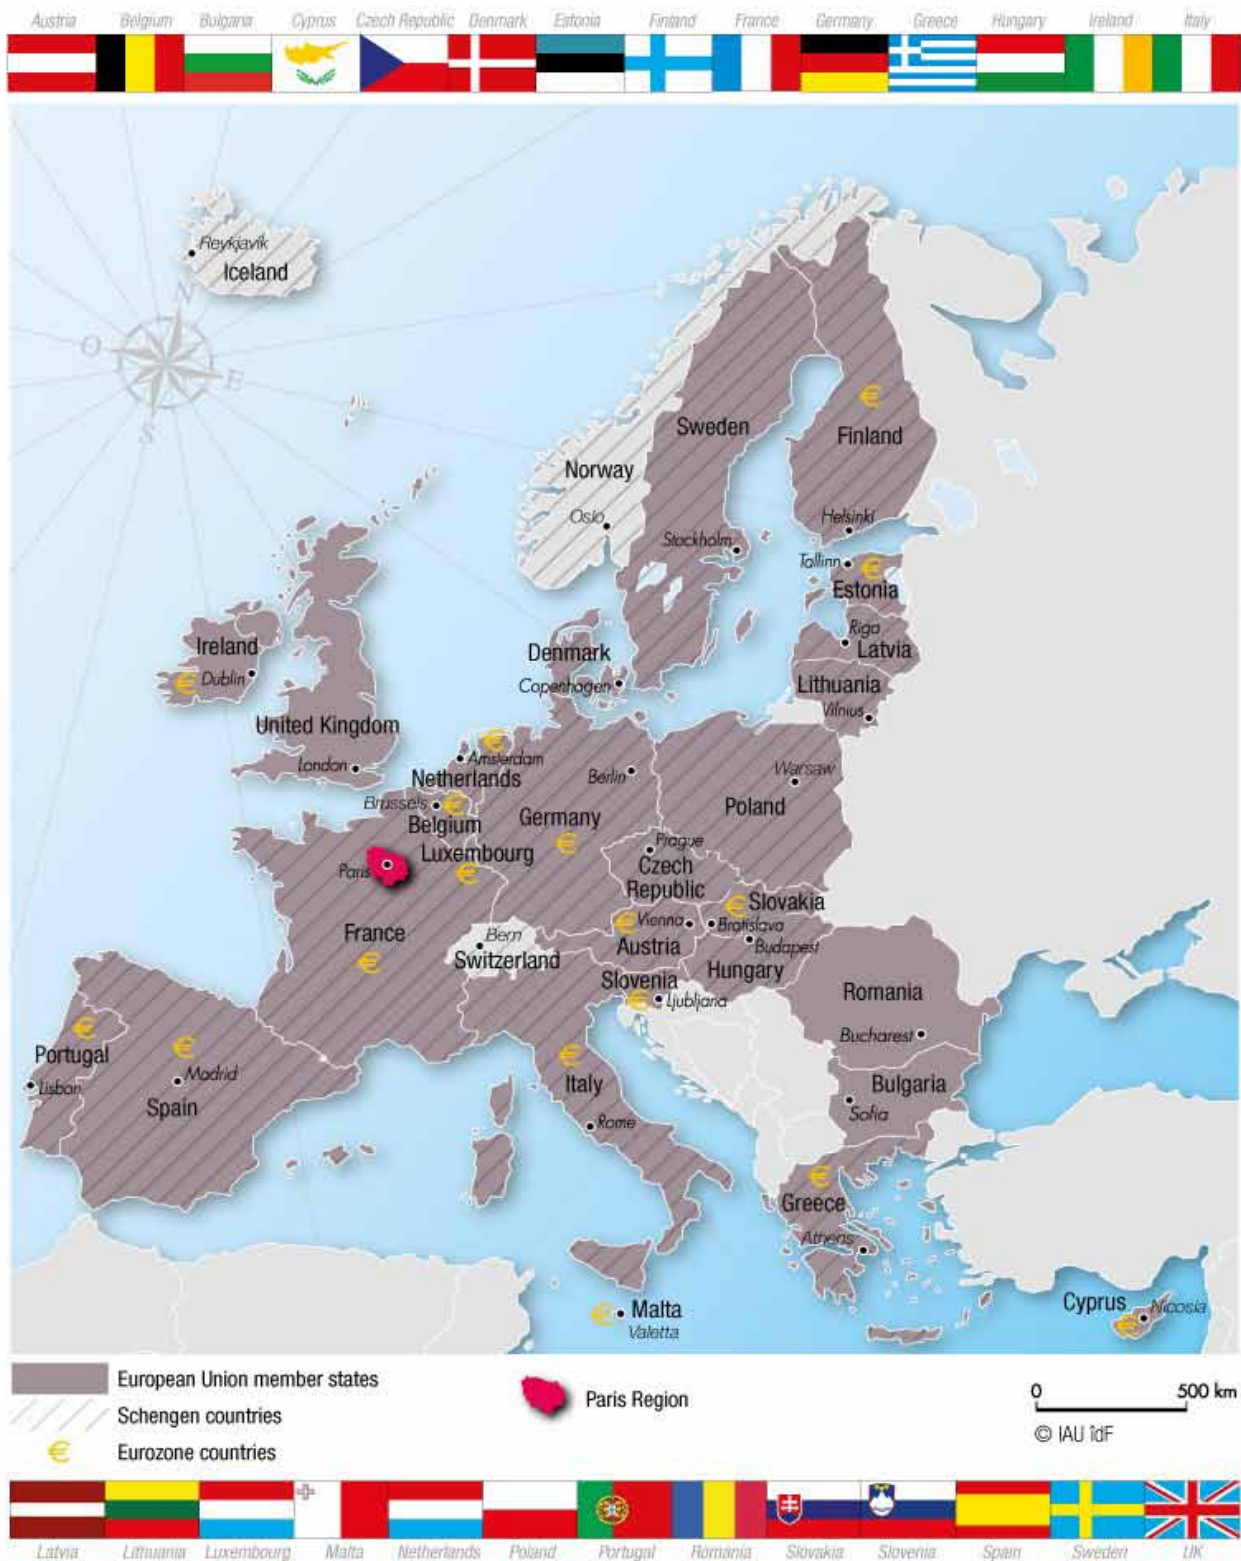 Austria Belgium Bulgaria Cyprus Czech Republic Denmark Estonia Finland France Germany Greece Hungary Ireland Italy
Reykjavik
Iceland
N
O
E
S
Sweden
€
Finland
Norway
Oslo
Helsinki
Stockholm
Tallinn
€
Estonia
Riga
Latvia
Ireland
€
Dublin
Denmark
Copenhagen
Lithuania
Vilnius
United Kingdom
London
€
Amsterdam
Netherlands
Berlin
Warsaw
Poland
Brussels
€
Belgium
Germany
€
Luxembourg
€
Paris
Prague
Czech
Republic
€
Slovakia
France
€
Bern
Switzerland
€
Vienna
Austria
Bratislava
Budapest
Hungary
Slovenia
€
Ljubljana
Romania
Bucharest
€
Portugal
Lisbon
€
Madrid
Spain
€
Italy
Rome
Bulgaria
Sofia
€
Greece
Athens
€
Malta
Valetta
Cyprus
€
Nicosia
European Union member states
Schengen countries
€ Eurozone countries
Paris Region
0 500 km
© IAU îdF
Latvia Lithuania Luxembourg Malta Netherlands Poland Portugal Romania Slovakia Slovenia Spain Sweden UK